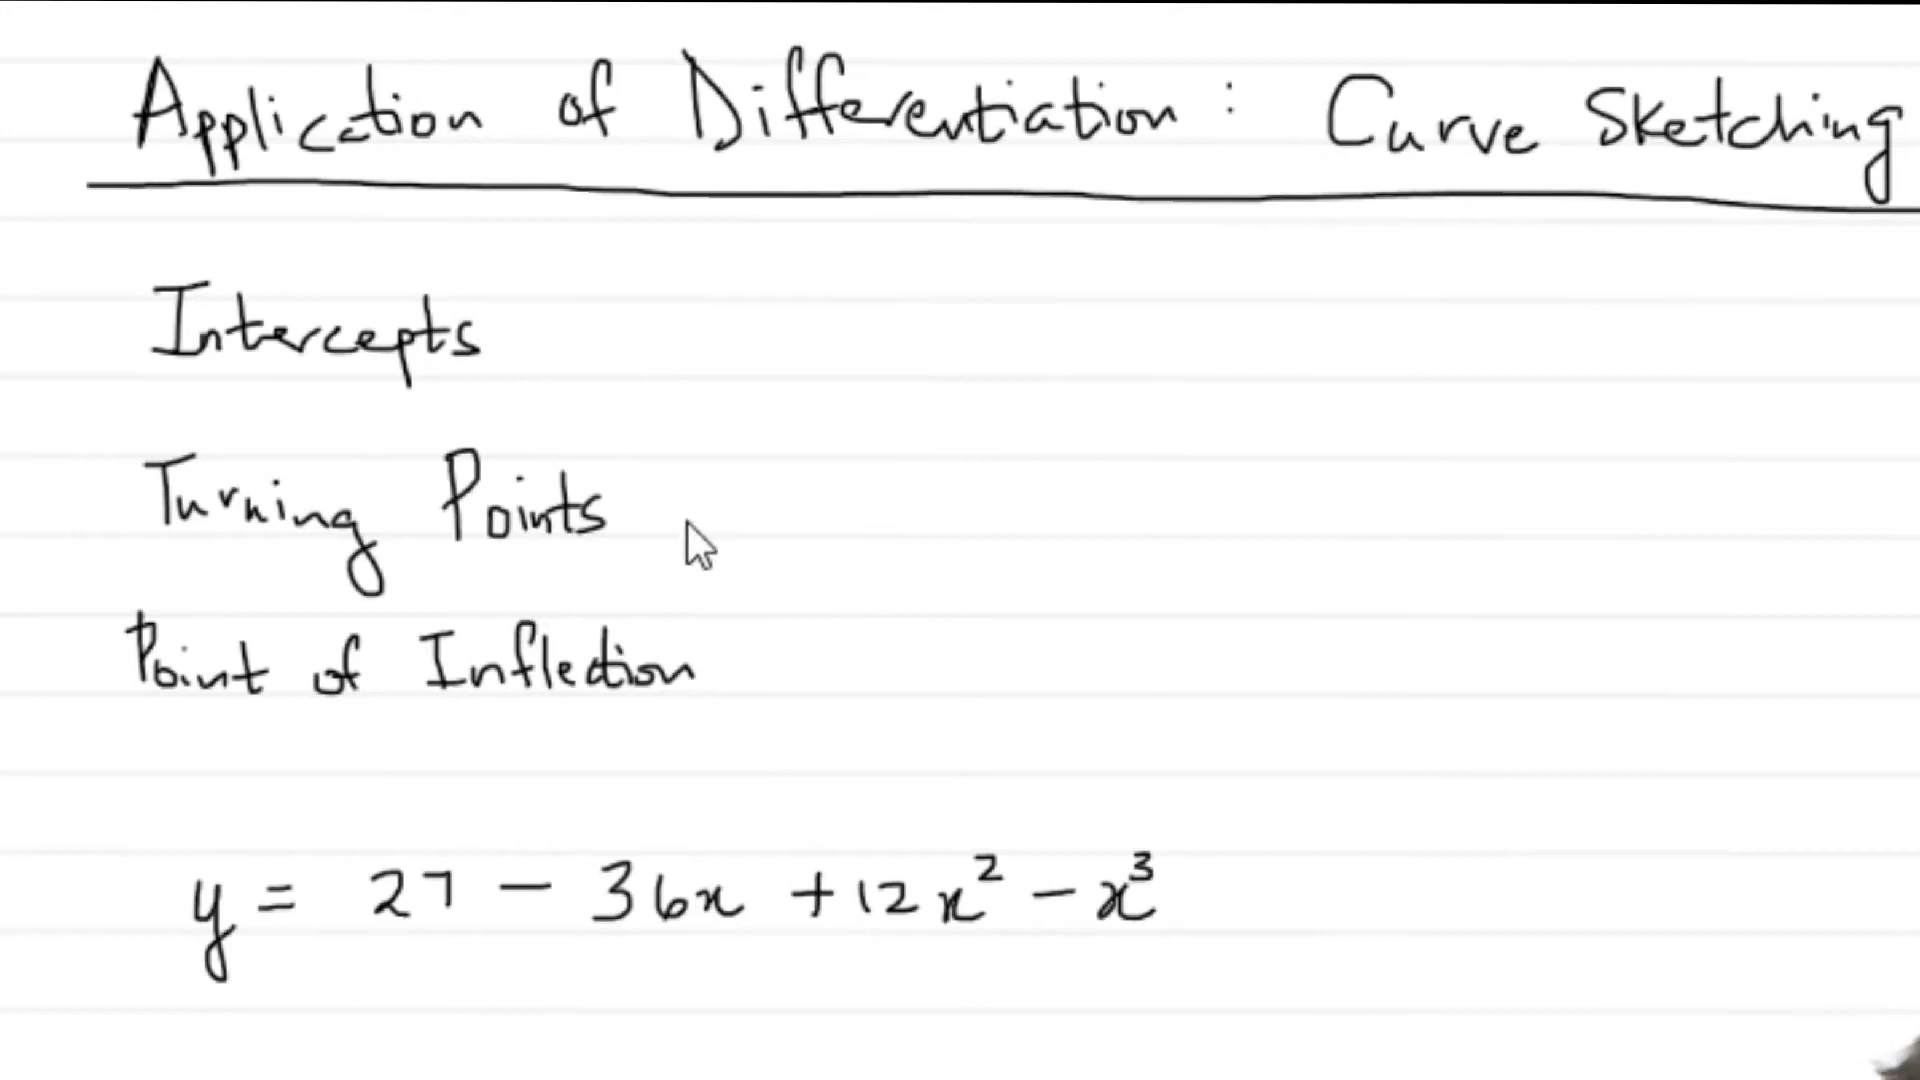 Application of Differentiation : Curve Sketching
Intercepts
Turning Points
Point of Inflection
y = 27 - 36x + 12x² - x³